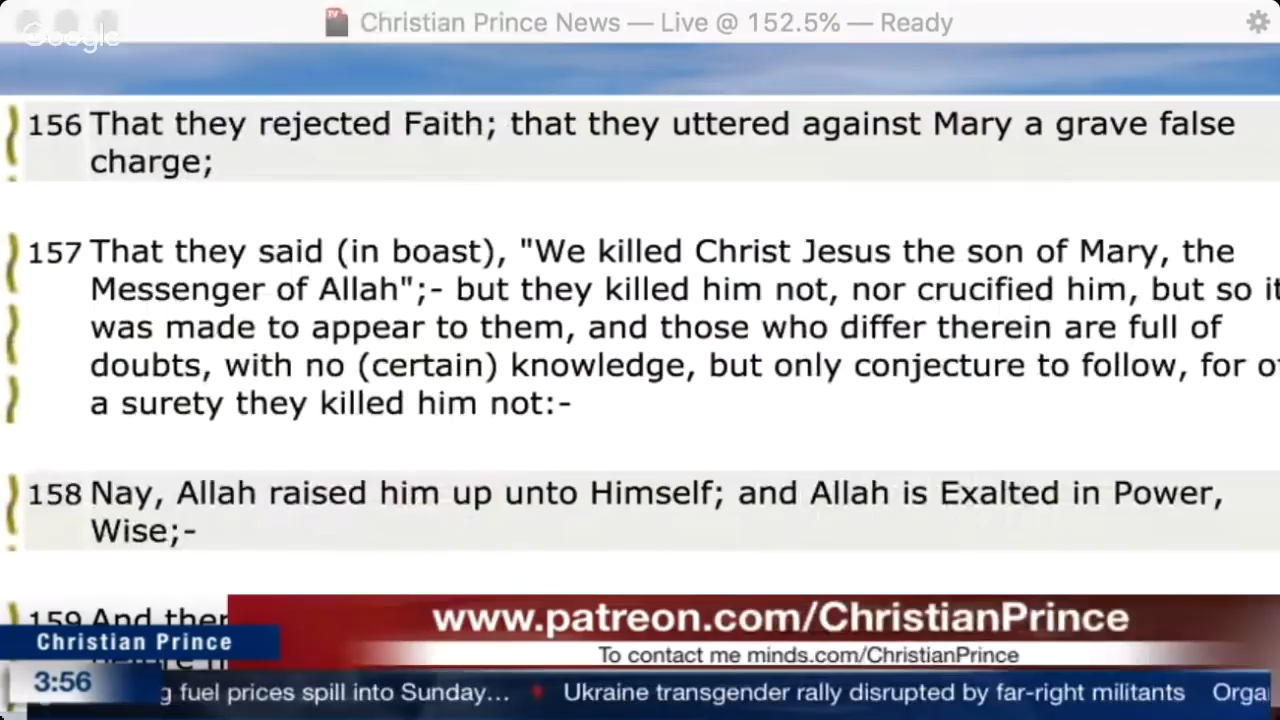 Christian Prince News — Live @ 152.5% — Ready
Google
156 That they rejected Faith; that they uttered against Mary a grave false
charge;
157 That they said (in boast), "We killed Christ Jesus the son of Mary, the
Messenger of Allah";- but they killed him not, nor crucified him, but so it
was made to appear to them, and those who differ therein are full of
doubts, with no (certain) knowledge, but only conjecture to follow, for of
a surety they killed him not:-
158 Nay, Allah raised him up unto Himself; and Allah is Exalted in Power,
Wise;-
159 And ther
www.patreon.com/ChristianPrince
Christian Prince
To contact me minds.com/ChristianPrince
3:56
g fuel prices spill into Sunday... Ukraine transgender rally disrupted by far-right militants Orga